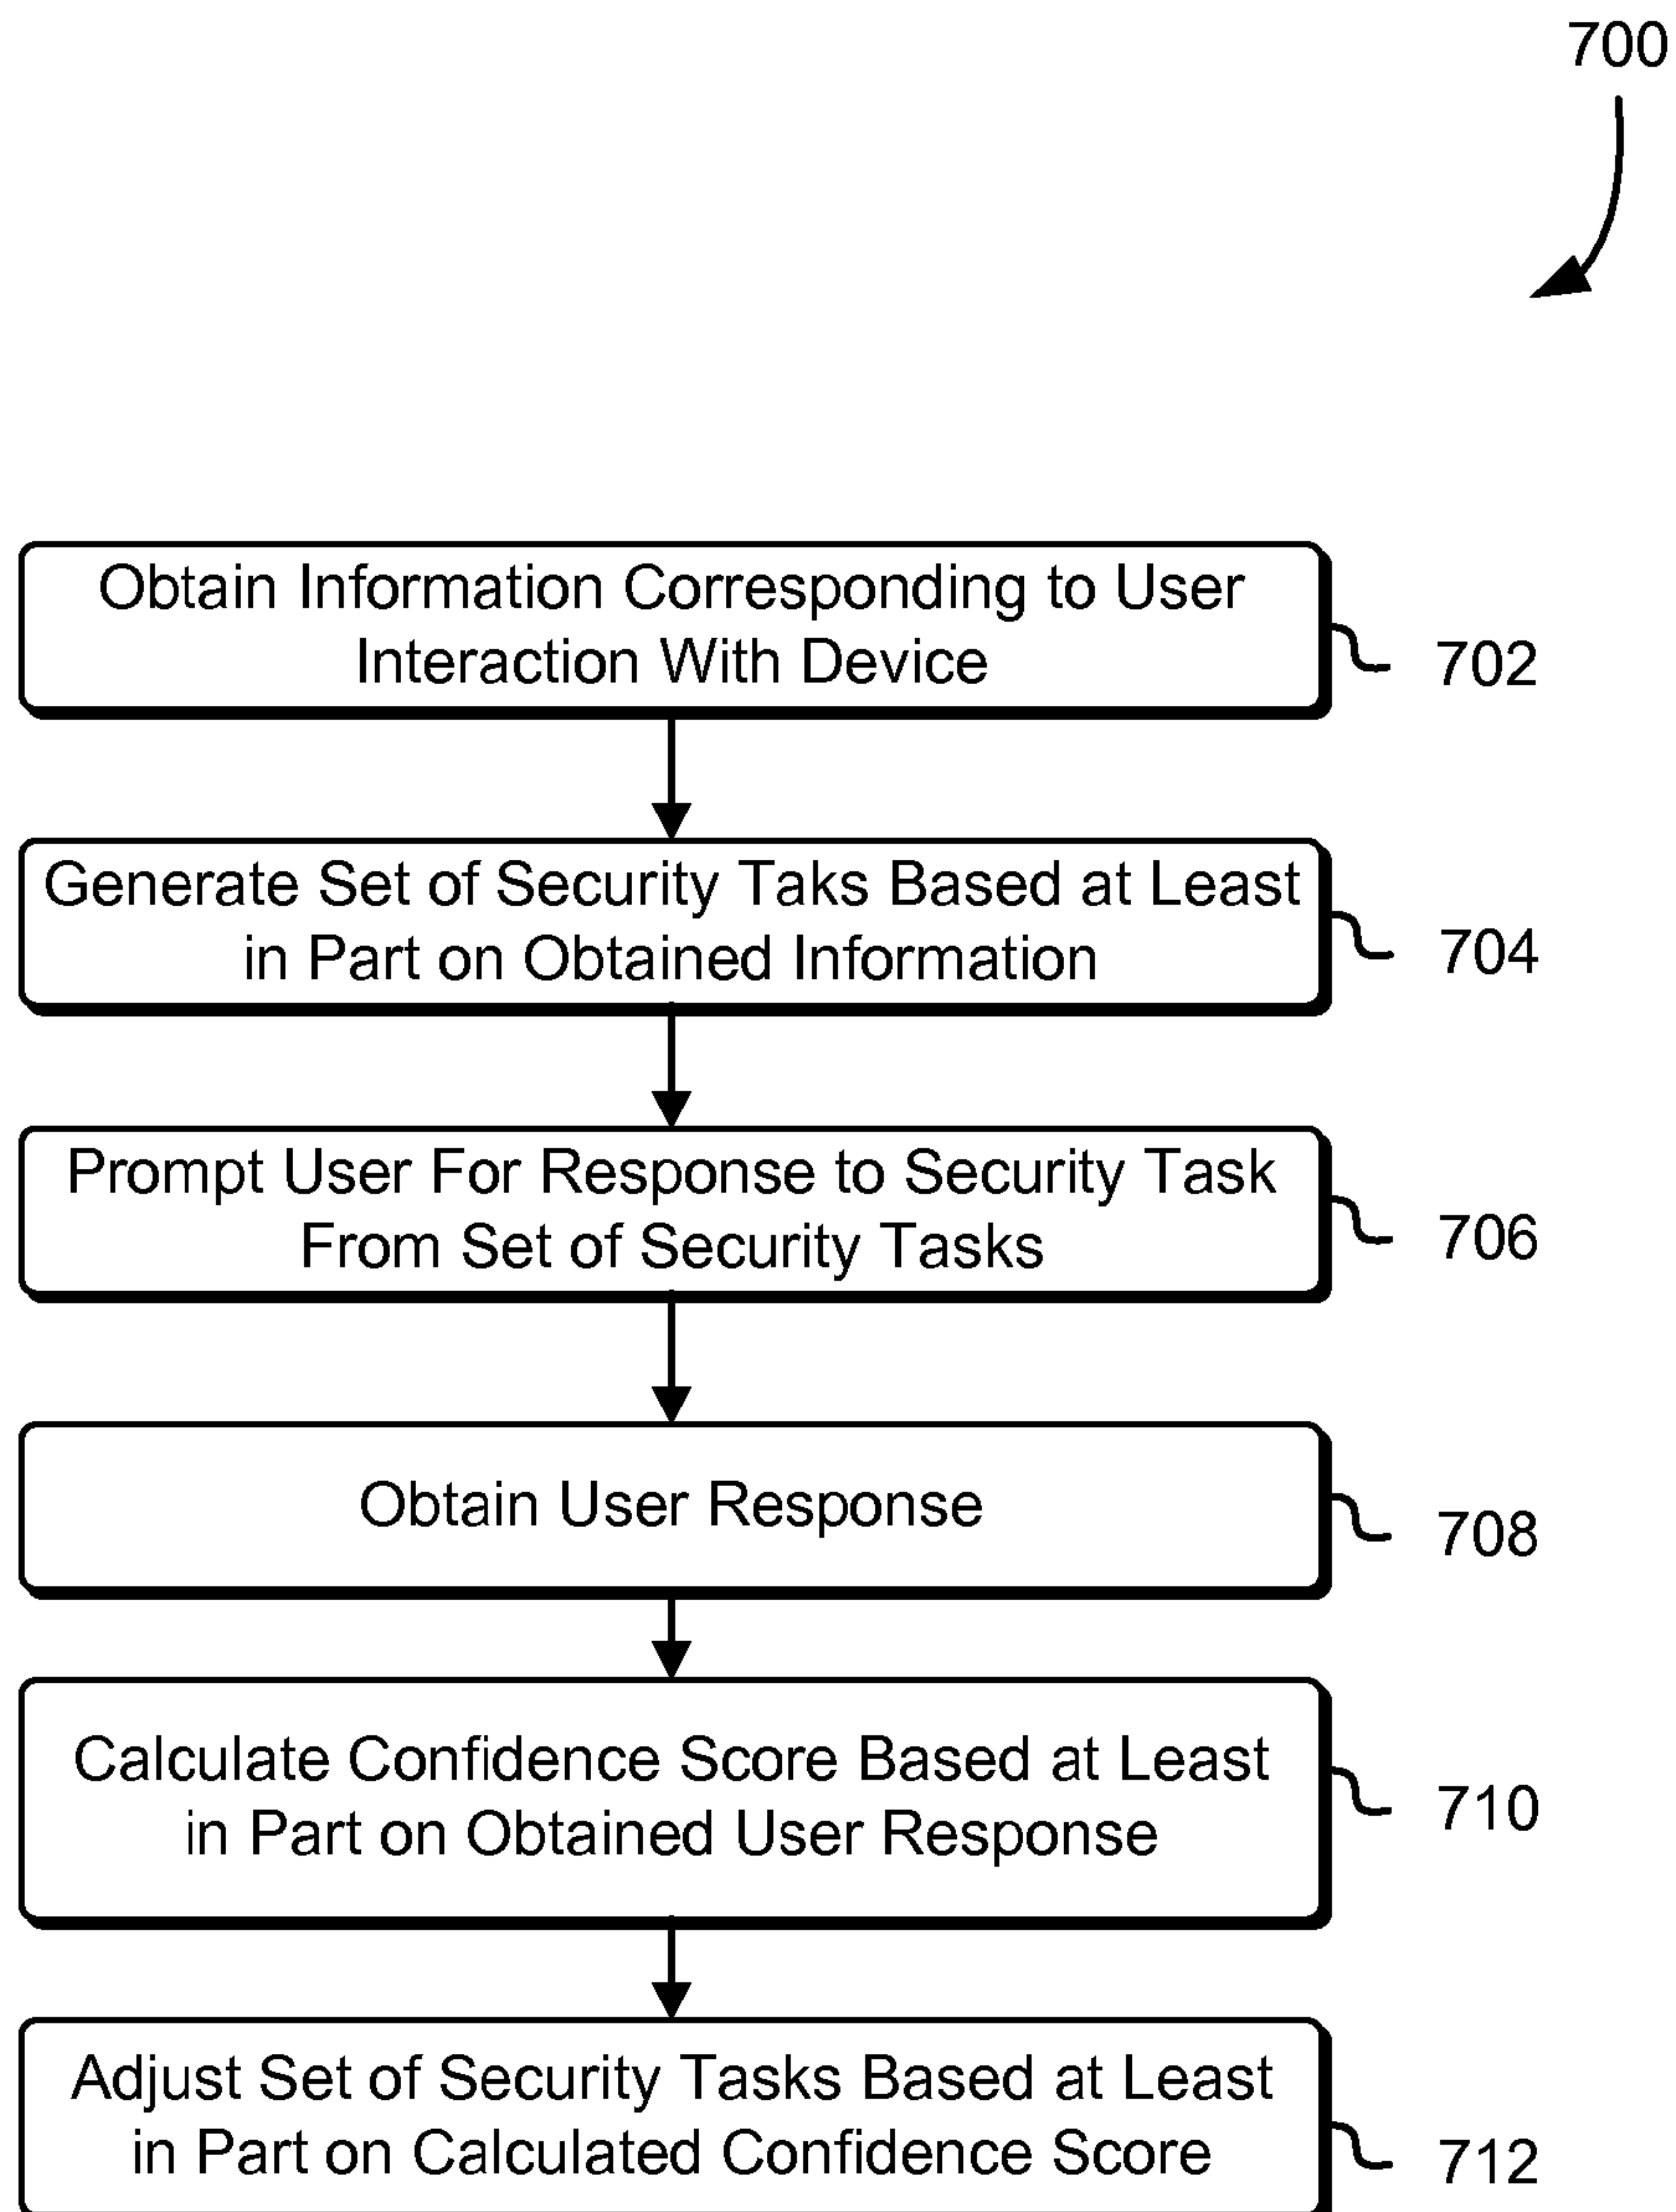 700
Obtain Information Corresponding to User
Interaction With Device
702
Generate Set of Security Taks Based at Least
in Part on Obtained Information
704
Prompt User For Response to Security Task
From Set of Security Tasks
706
Obtain User Response
708
Calculate Confidence Score Based at Least
in Part on Obtained User Response
710
Adjust Set of Security Tasks Based at Least
in Part on Calculated Confidence Score
712